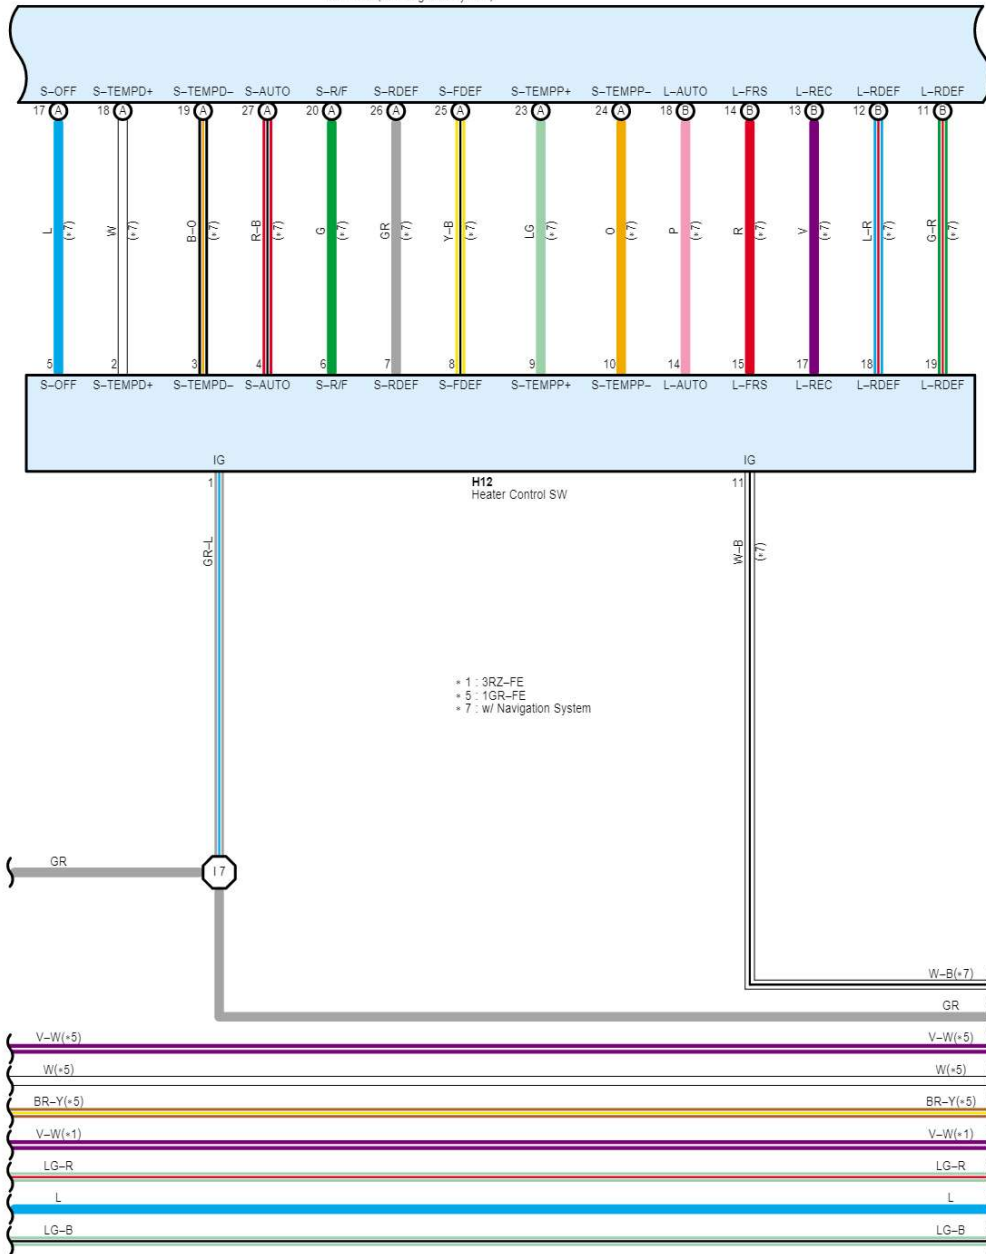 S–OFF S–TEMPD+ S–TEMPD– S–AUTO S–R/F S–RDEF S–FDEF S–TEMPP+ S–TEMPP– L–AUTO L–FRS L–REC L–RDEF L–RDEF
17 A 18 A 19 A 27 A 20 A 26 A 25 A 23 A 24 A 18 B 14 B 13 B 12 B 11 B
L (*7) W (*7) B–O (*7) R–B (*7) G (*7) GR (*7) Y–B (*7) LG (*7) O (*7) P (*7) R (*7) V (*7) L–R (*7) G–R (*7)
5 2 3 4 6 7 8 9 10 14 15 17 18 19
S–OFF S–TEMPD+ S–TEMPD– S–AUTO S–R/F S–RDEF S–FDEF S–TEMPP+ S–TEMPP– L–AUTO L–FRS L–REC L–RDEF L–RDEF
IG IG
1 H12 11
Heater Control SW
GR–L W–B (*7)
* 1 : 3RZ–FE
* 5 : 1GR–FE
* 7 : w/ Navigation System
GR I 7
W–B(*7)
GR
V–W(*5) V–W(*5)
W(*5) W(*5)
BR–Y(*5) BR–Y(*5)
V–W(*1) V–W(*1)
LG–R LG–R
L L
LG–B LG–B